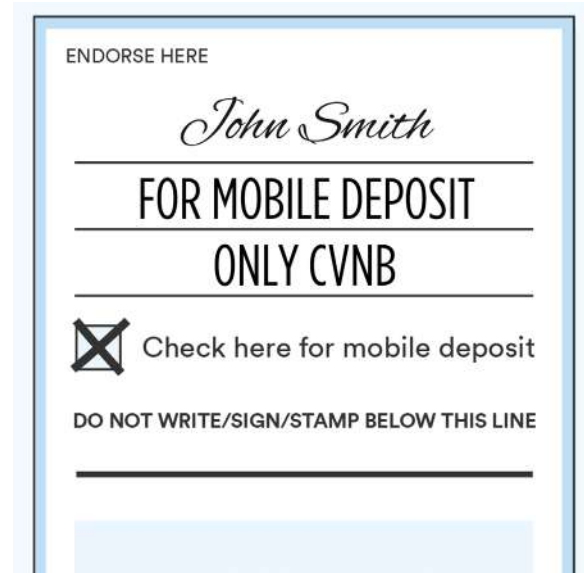 ENDORSE HERE
John Smith
FOR MOBILE DEPOSIT
ONLY CVNB
Check here for mobile deposit
DO NOT WRITE/SIGN/STAMP BELOW THIS LINE